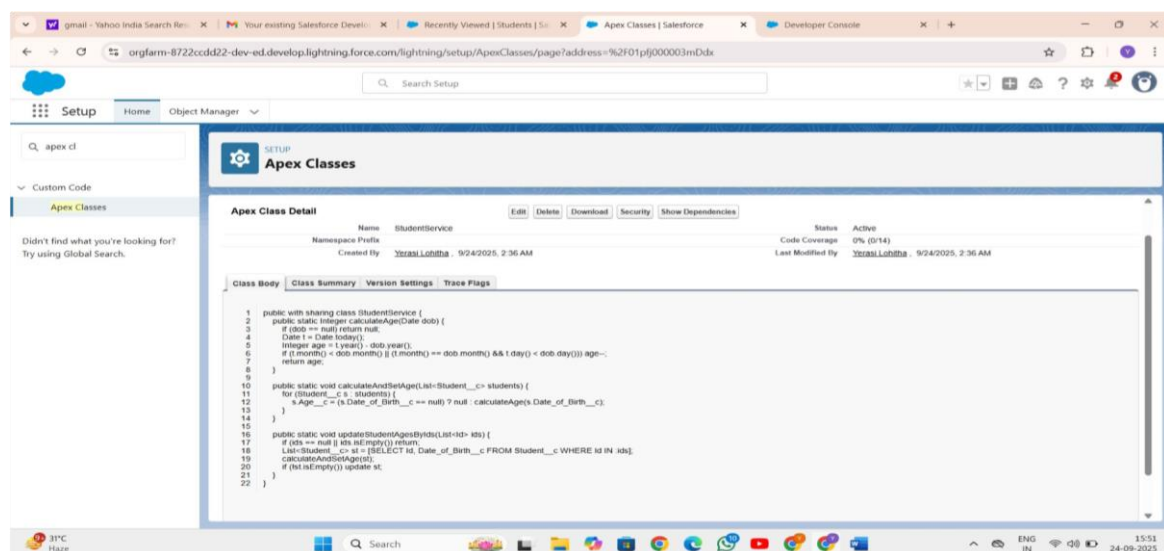 gmail - Yahoo India Search Res
Your existing Salesforce Develo
Recently Viewed | Students | Sa
Apex Classes | Salesforce
Developer Console
orgfarm-8722ccdd22-dev-ed.develop.lightning.force.com/lightning/setup/ApexClasses/page?address=%2F01pfj000003mDdx
Search Setup
Setup
Home
Object Manager
apex cl
Custom Code
Apex Classes
Didn't find what you're looking for?
Try using Global Search.
SETUP
Apex Classes
Apex Class Detail
Edit Delete Download Security Show Dependencies
Name StudentService
Status Active
Namespace Prefix
Code Coverage 0% (0/14)
Created By Yerasi Lohitha , 9/24/2025, 2:36 AM
Last Modified By Yerasi Lohitha , 9/24/2025, 2:36 AM
Class Body Class Summary Version Settings Trace Flags
1 public with sharing class StudentService {
2 public static Integer calculateAge(Date dob) {
3 if (dob == null) return null;
4 Date t = Date.today();
5 Integer age = t.year() - dob.year();
6 if (t.month() < dob.month() || (t.month() == dob.month() && t.day() < dob.day())) age--;
7 return age;
8 }
9
10 public static void calculateAndSetAge(List<Student__c> students) {
11 for (Student__c s : students) {
12 s.Age__c = (s.Date_of_Birth__c == null) ? null : calculateAge(s.Date_of_Birth__c);
13 }
14 }
15
16 public static void updateStudentAgesByIds(List<Id> ids) {
17 if (ids == null || ids.isEmpty()) return;
18 List<Student__c> st = [SELECT Id, Date_of_Birth__c FROM Student__c WHERE Id IN :ids];
19 calculateAndSetAge(st);
20 if (!st.isEmpty()) update st;
21 }
22 }
31°C
Haze
Search
ENG
IN
15:51
24-09-2025